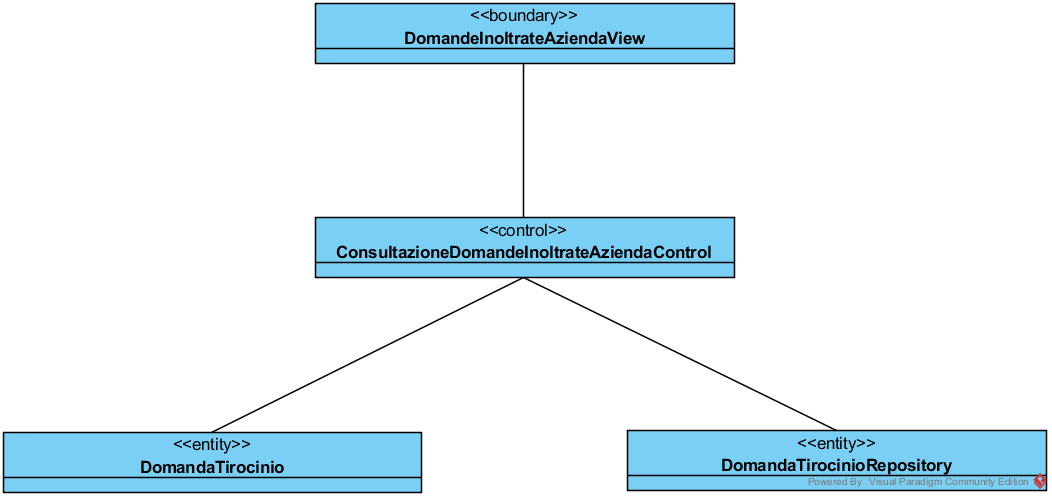 <<boundary>>
DomandeInoltrateAziendaView
<<control>>
ConsultazioneDomandeInoltrateAziendaControl
<<entity>>
DomandaTirocinio
<<entity>>
DomandaTirocinioRepository
Powered By Visual Paradigm Community Edition